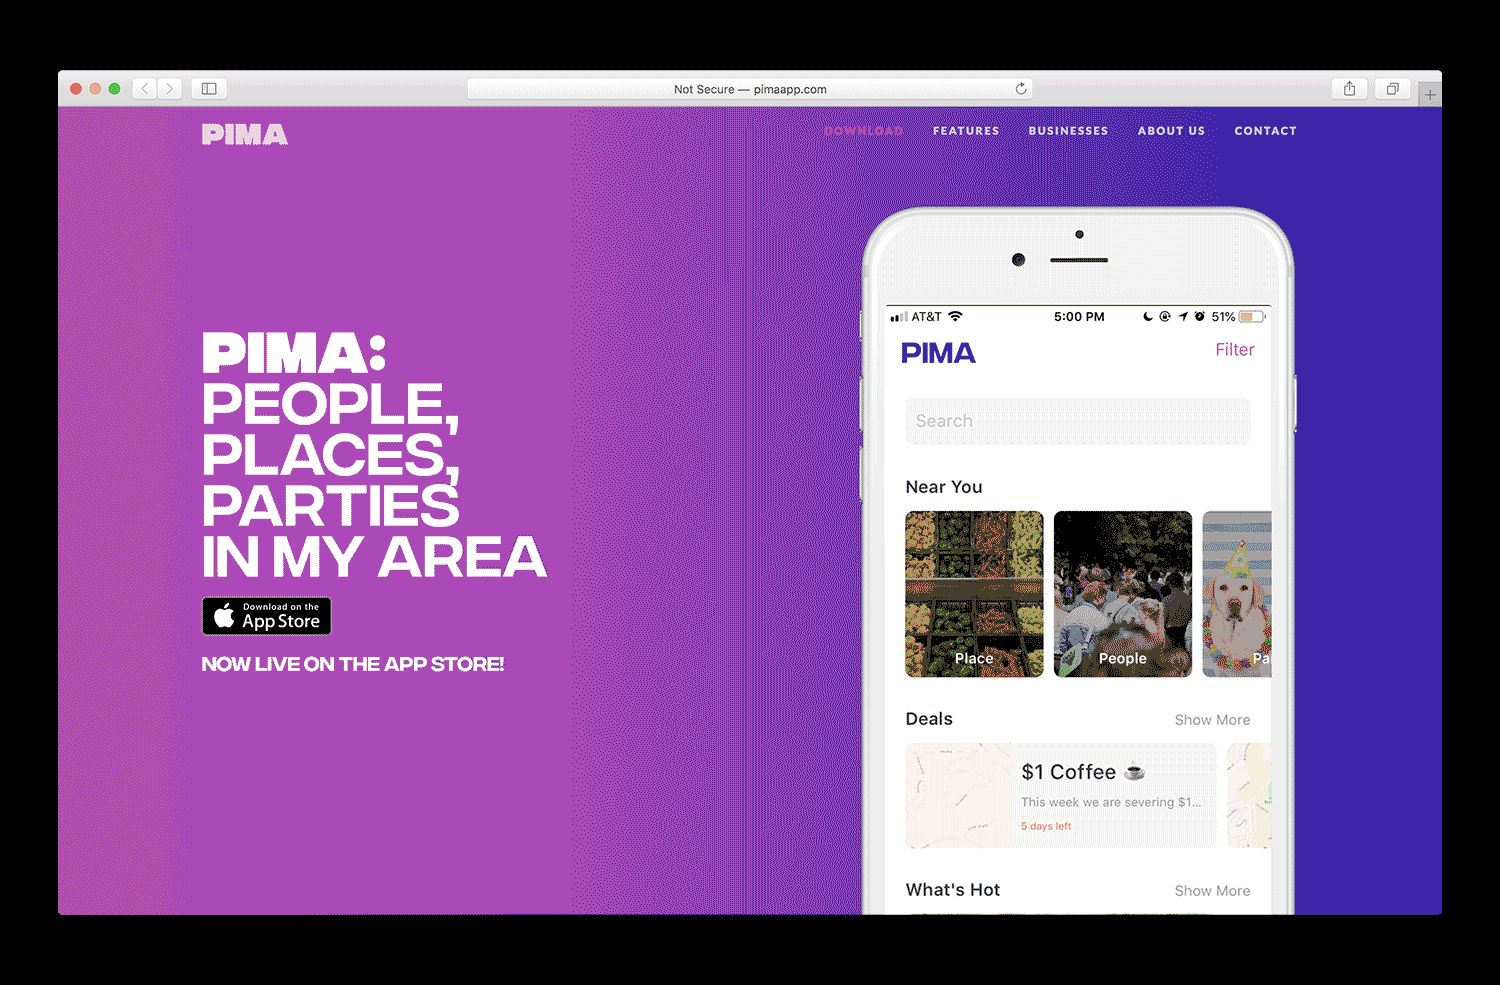 Not Secure — pimaapp.com
PIMA
DOWNLOAD FEATURES BUSINESSES ABOUT US CONTACT
PIMA:
PEOPLE,
PLACES,
PARTIES
IN MY AREA
Download on the
App Store
NOW LIVE ON THE APP STORE!
AT&T 5:00 PM 51%
PIMA Filter
Search
Near You
Place People Pa
Deals Show More
$1 Coffee ☕
This week we are severing $1...
5 days left
What's Hot Show More